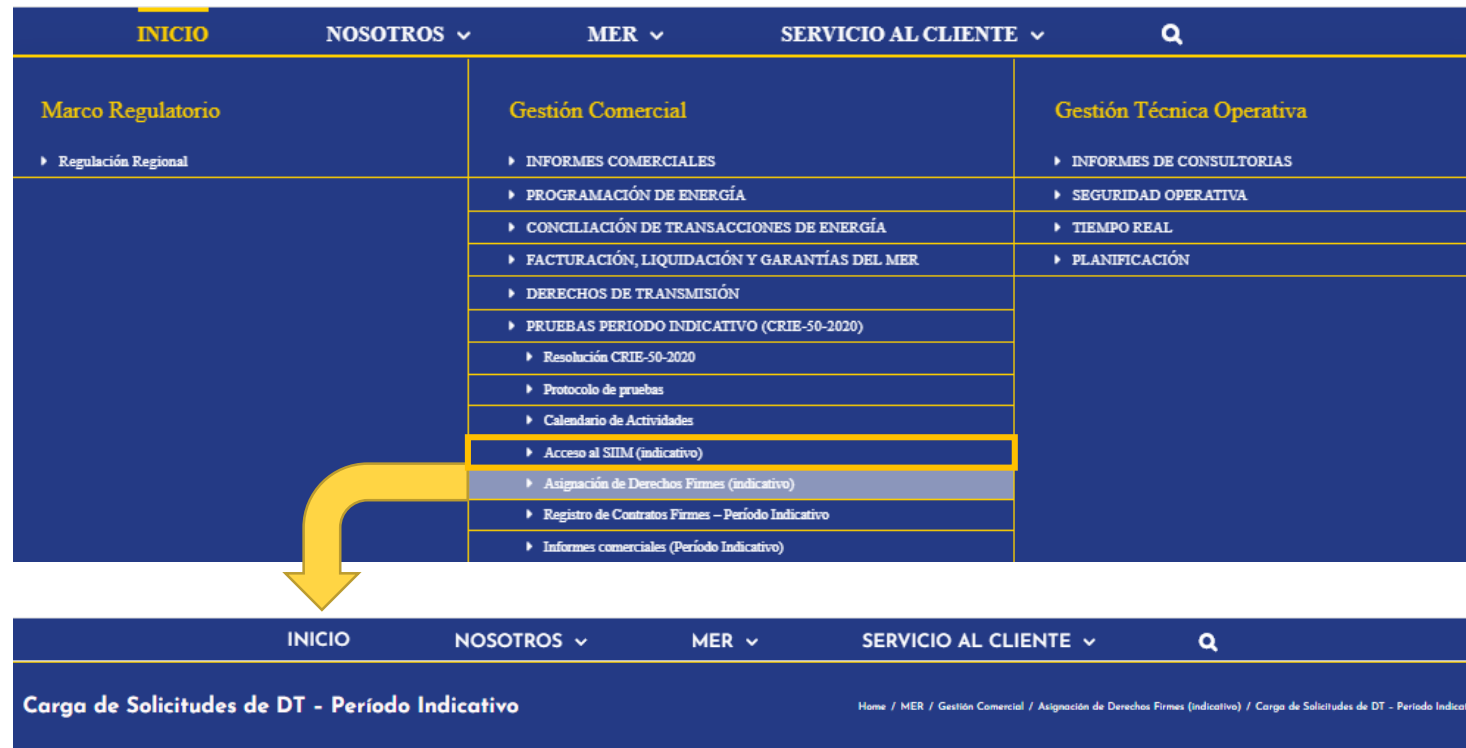 INICIO NOSOTROS MER SERVICIO AL CLIENTE
Marco Regulatorio
Regulación Regional
Gestión Comercial
INFORMES COMERCIALES
PROGRAMACIÓN DE ENERGÍA
CONCILIACIÓN DE TRANSACCIONES DE ENERGÍA
FACTURACIÓN, LIQUIDACIÓN Y GARANTÍAS DEL MER
DERECHOS DE TRANSMISIÓN
PRUEBAS PERIODO INDICATIVO (CRIE-50-2020)
Resolución CRIE-50-2020
Protocolo de pruebas
Calendario de Actividades
Acceso al SIIM (indicativo)
Asignación de Derechos Firmes (indicativo)
Registro de Contratos Firmes – Período Indicativo
Informes comerciales (Período Indicativo)
Gestión Técnica Operativa
INFORMES DE CONSULTORIAS
SEGURIDAD OPERATIVA
TIEMPO REAL
PLANIFICACIÓN
INICIO NOSOTROS MER SERVICIO AL CLIENTE
Carga de Solicitudes de DT – Período Indicativo
Home / MER / Gestión Comercial / Asignación de Derechos Firmes (indicativo) / Carga de Solicitudes de DT – Período Indicat